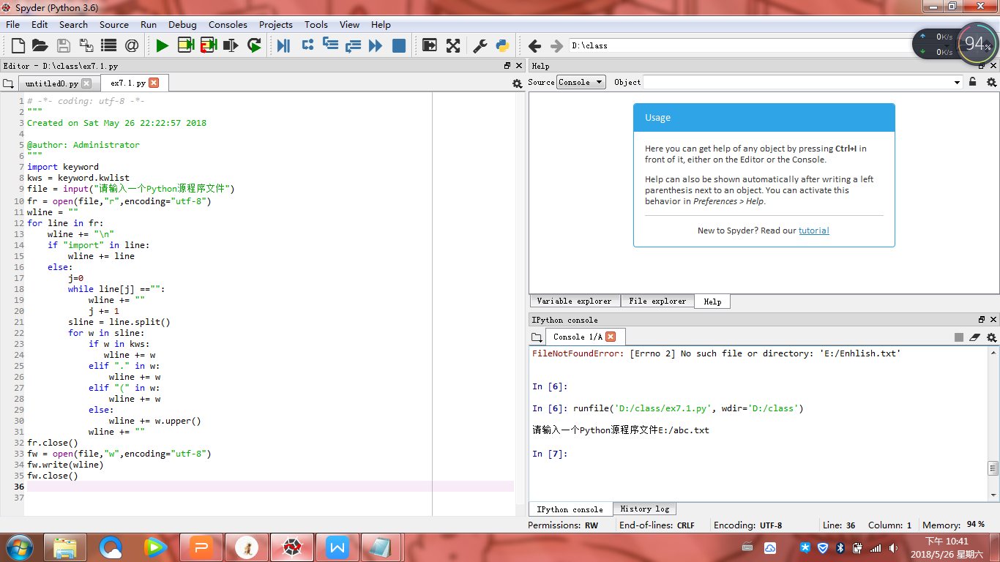 Spyder (Python 3.6)
File Edit Search Source Run Debug Consoles Projects Tools View Help
D:\class
0K/s
0K/s
94%
Editor - D:\class\ex7.1.py
untitled0.py
ex7.1.py
1 # -*- coding: utf-8 -*-
2 """
3 Created on Sat May 26 22:22:57 2018
4
5 @author: Administrator
6 """
7 import keyword
8 kws = keyword.kwlist
9 file = input("请输入一个Python源程序文件")
10 fr = open(file,"r",encoding="utf-8")
11 wline = ""
12 for line in fr:
13     wline += "\n"
14     if "import" in line:
15         wline += line
16     else:
17         j=0
18         while line[j] =="":
19             wline += ""
20             j += 1
21         sline = line.split()
22         for w in sline:
23             if w in kws:
24                wline += w
25             elif "." in w:
26                 wline += w
27             elif "(" in w:
28                 wline += w
29             else:
30                 wline += w.upper()
31             wline += ""
32 fr.close()
33 fw = open(file,"w",encoding="utf-8")
34 fw.write(wline)
35 fw.close()
36
37
Help
Source Console Object
Usage
Here you can get help of any object by pressing Ctrl+I in
front of it, either on the Editor or the Console.
Help can also be shown automatically after writing a left
parenthesis next to an object. You can activate this
behavior in Preferences > Help.
New to Spyder? Read our tutorial
Variable explorer File explorer Help
IPython console
Console 1/A
FileNotFoundError: [Errno 2] No such file or directory: 'E:/Enhlish.txt'
In [6]:
In [6]: runfile('D:/class/ex7.1.py', wdir='D:/class')
请输入一个Python源程序文件E:/abc.txt
In [7]:
IPython console History log
Permissions: RW End-of-lines: CRLF Encoding: UTF-8 Line: 36 Column: 1 Memory: 94 %
下午 10:41
2018/5/26 星期六